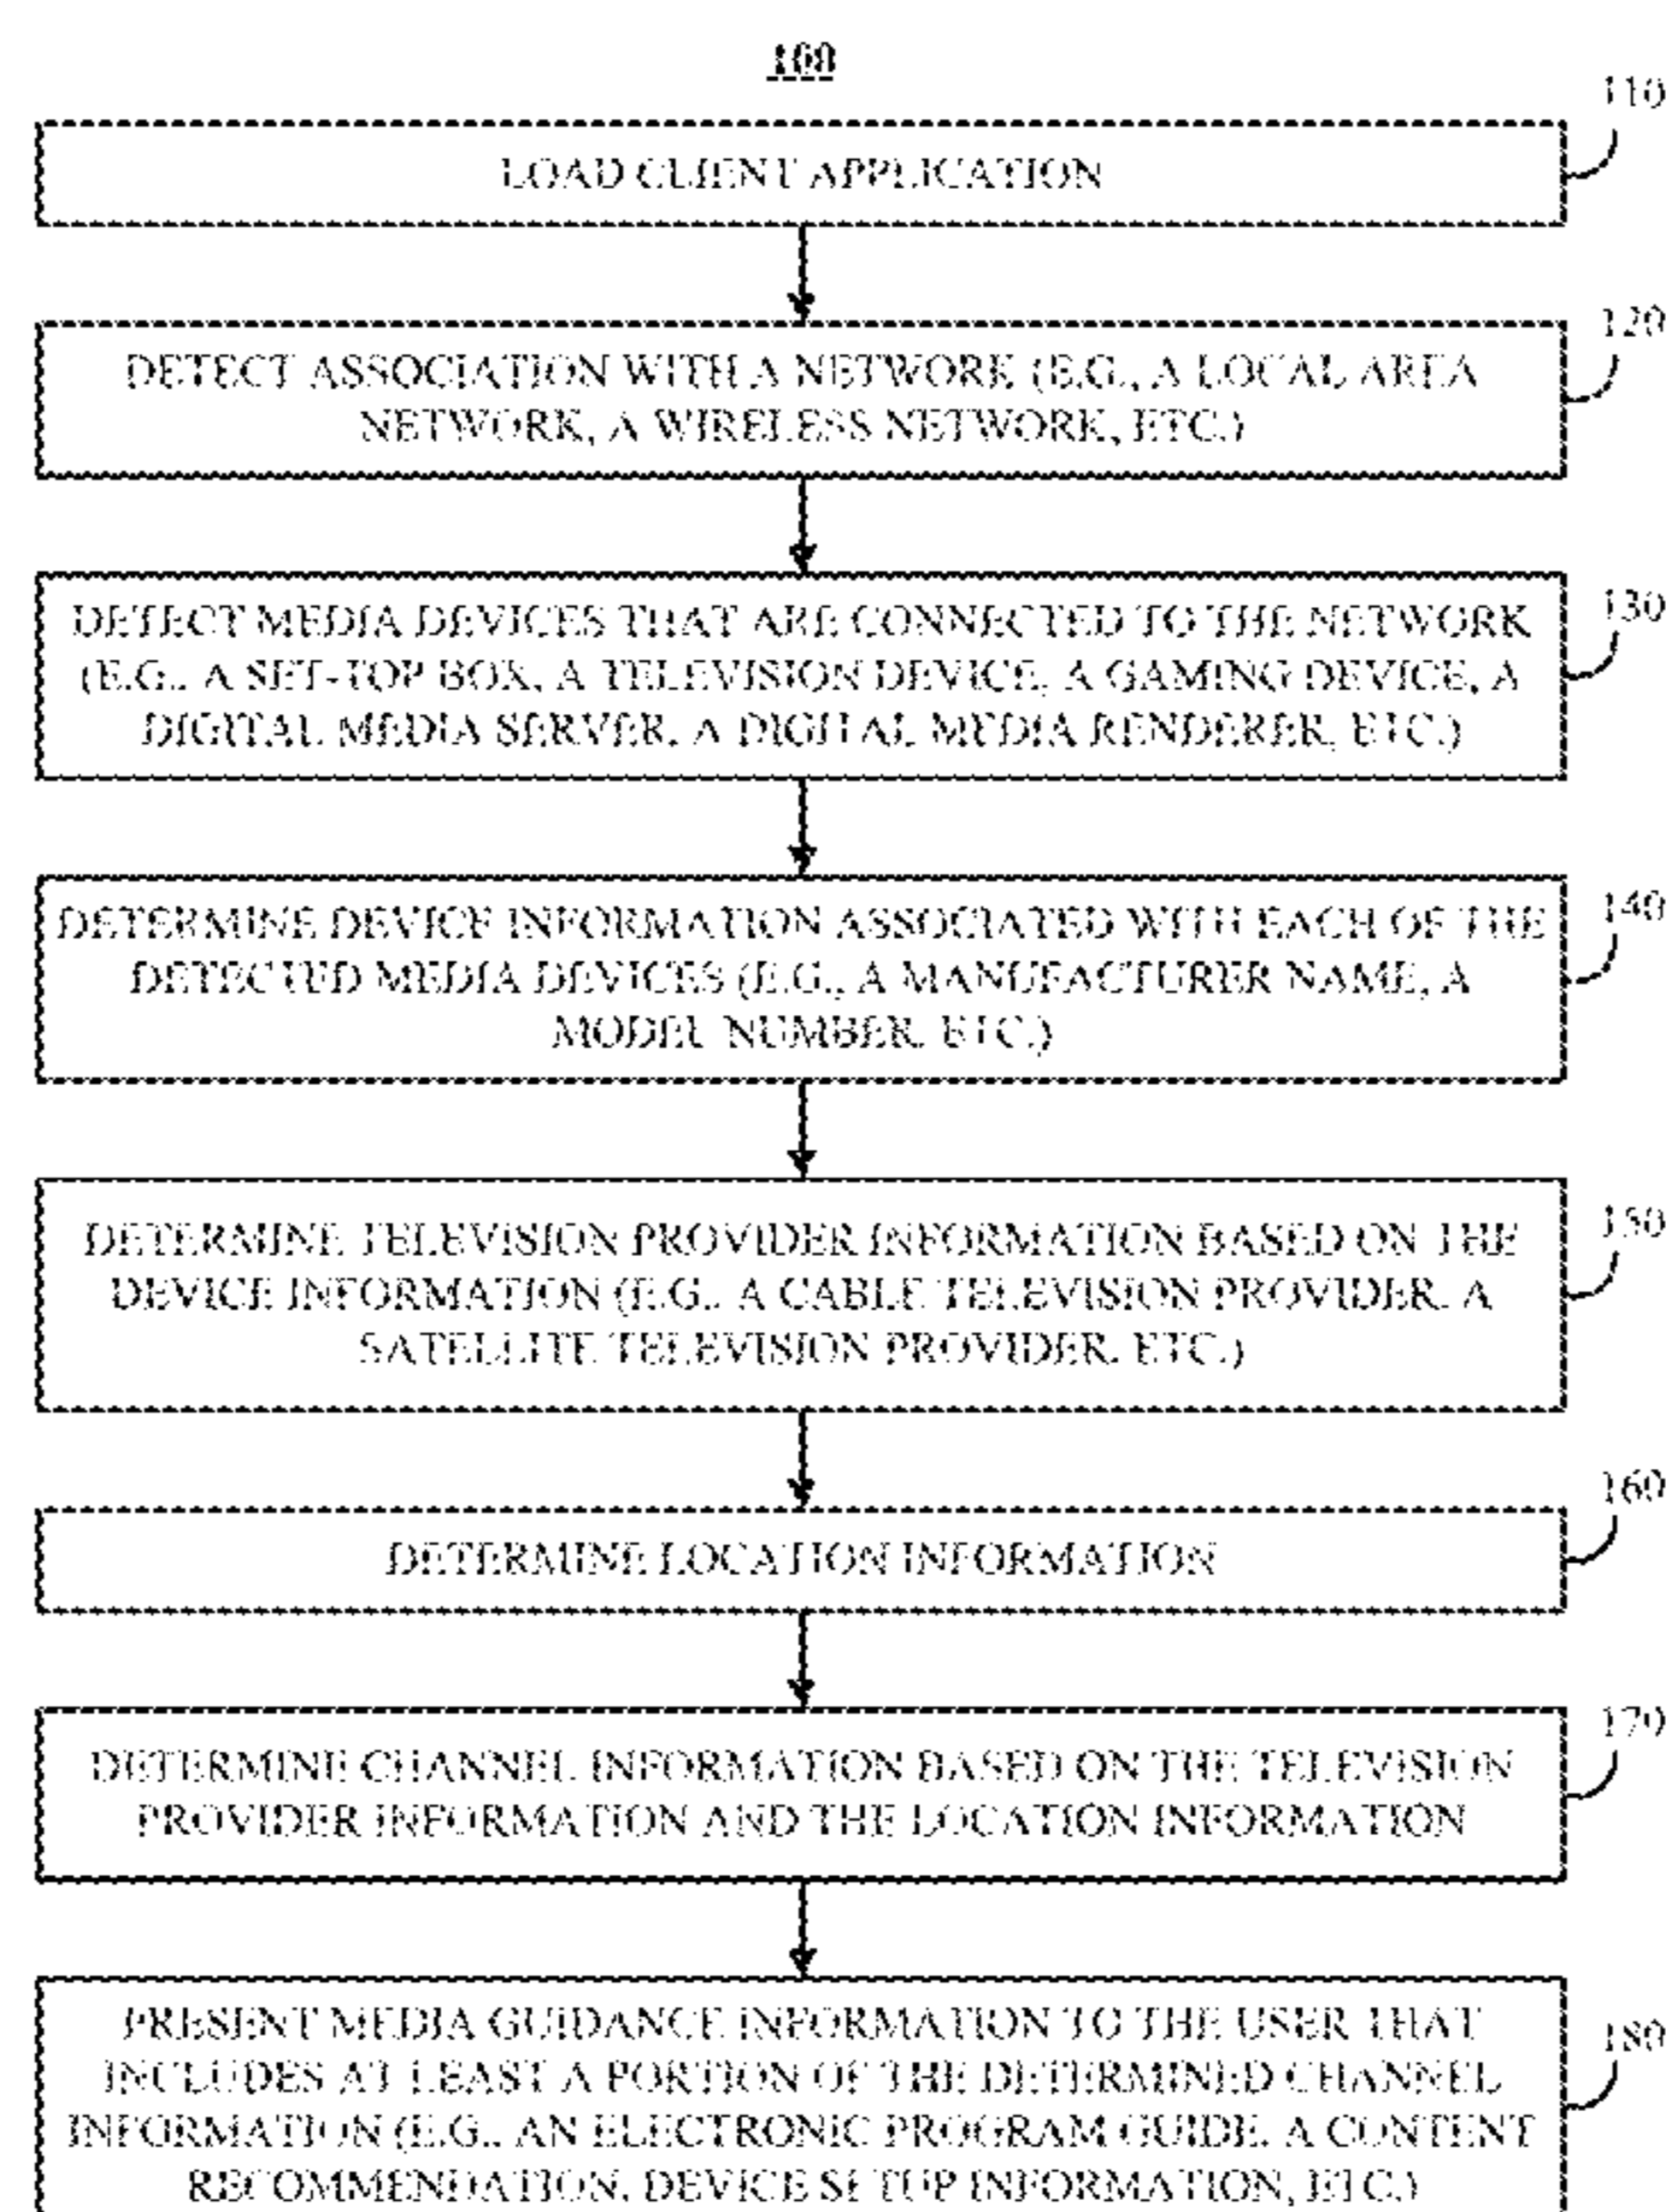 100
110
LOAD CLIENT APPLICATION
120
DETECT ASSOCIATION WITH A NETWORK (E.G., A LOCAL AREA
NETWORK, A WIRELESS NETWORK, ETC.)
130
DETECT MEDIA DEVICES THAT ARE CONNECTED TO THE NETWORK
(E.G., A SET-TOP BOX, A TELEVISION DEVICE, A GAMING DEVICE, A
DIGITAL MEDIA SERVER, A DIGITAL MEDIA RENDERER, ETC.)
140
DETERMINE DEVICE INFORMATION ASSOCIATED WITH EACH OF THE
DETECTED MEDIA DEVICES (E.G., A MANUFACTURER NAME, A
MODEL NUMBER, ETC.)
150
DETERMINE TELEVISION PROVIDER INFORMATION BASED ON THE
DEVICE INFORMATION (E.G., A CABLE TELEVISION PROVIDER, A
SATELLITE TELEVISION PROVIDER, ETC.)
160
DETERMINE LOCATION INFORMATION
170
DETERMINE CHANNEL INFORMATION BASED ON THE TELEVISION
PROVIDER INFORMATION AND THE LOCATION INFORMATION
180
PRESENT MEDIA GUIDANCE INFORMATION TO THE USER THAT
INCLUDES AT LEAST A PORTION OF THE DETERMINED CHANNEL
INFORMATION (E.G., AN ELECTRONIC PROGRAM GUIDE, A CONTENT
RECOMMENDATION, DEVICE SETUP INFORMATION, ETC.)